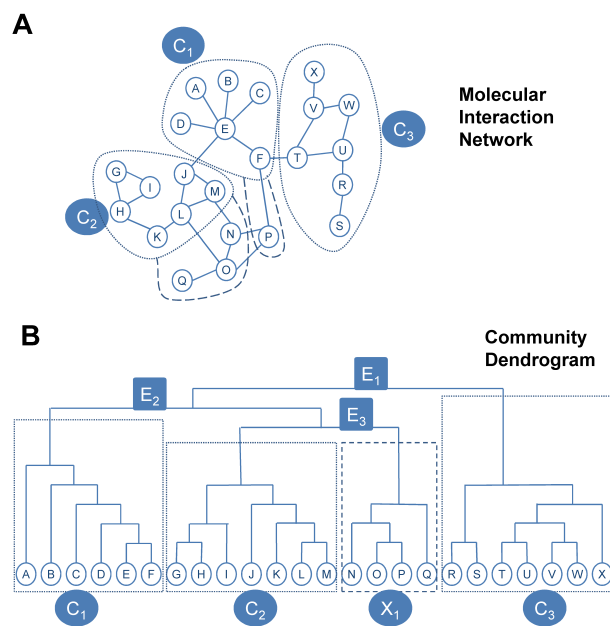 A
C1
X
B
A
C
V
W
Molecular
Interaction
Network
D
E
C3
F
T
U
G
J
I
M
R
C2
H
L
S
K
N
P
Q
O
B
Community
Dendrogram
E1
E2
E3
A B C D E F G H I J K L M N O P Q R S T U V W X
C1 C2 X1 C3